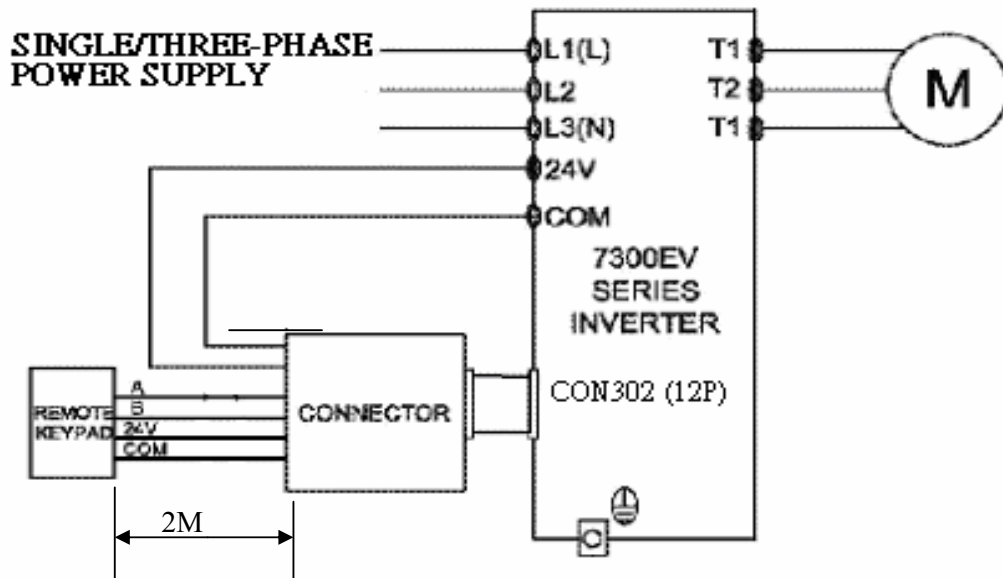 SINGLE/THREE-PHASE
POWER SUPPLY
L1(L)
L2
L3(N)
24V
COM
T1
T2
T1
M
7300EV
SERIES
INVERTER
CON302 (12P)
CONNECTOR
REMOTE
KEYPAD
A
B
24V
COM
2M
C